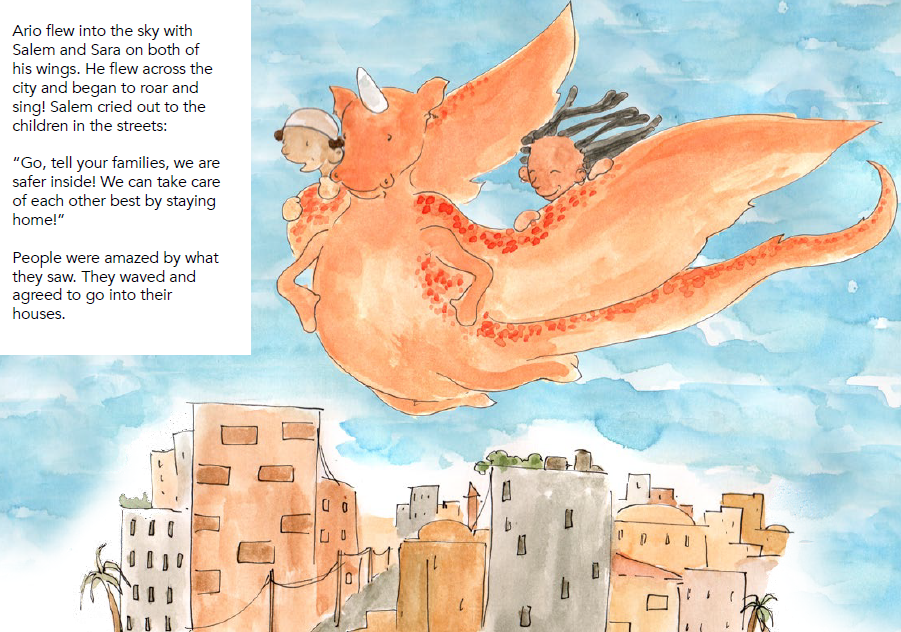 Ario flew into the sky with
Salem and Sara on both of
his wings. He flew across the
city and began to roar and
sing! Salem cried out to the
children in the streets:
“Go, tell your families, we are
safer inside! We can take care
of each other best by staying
home!”
People were amazed by what
they saw. They waved and
agreed to go into their
houses.